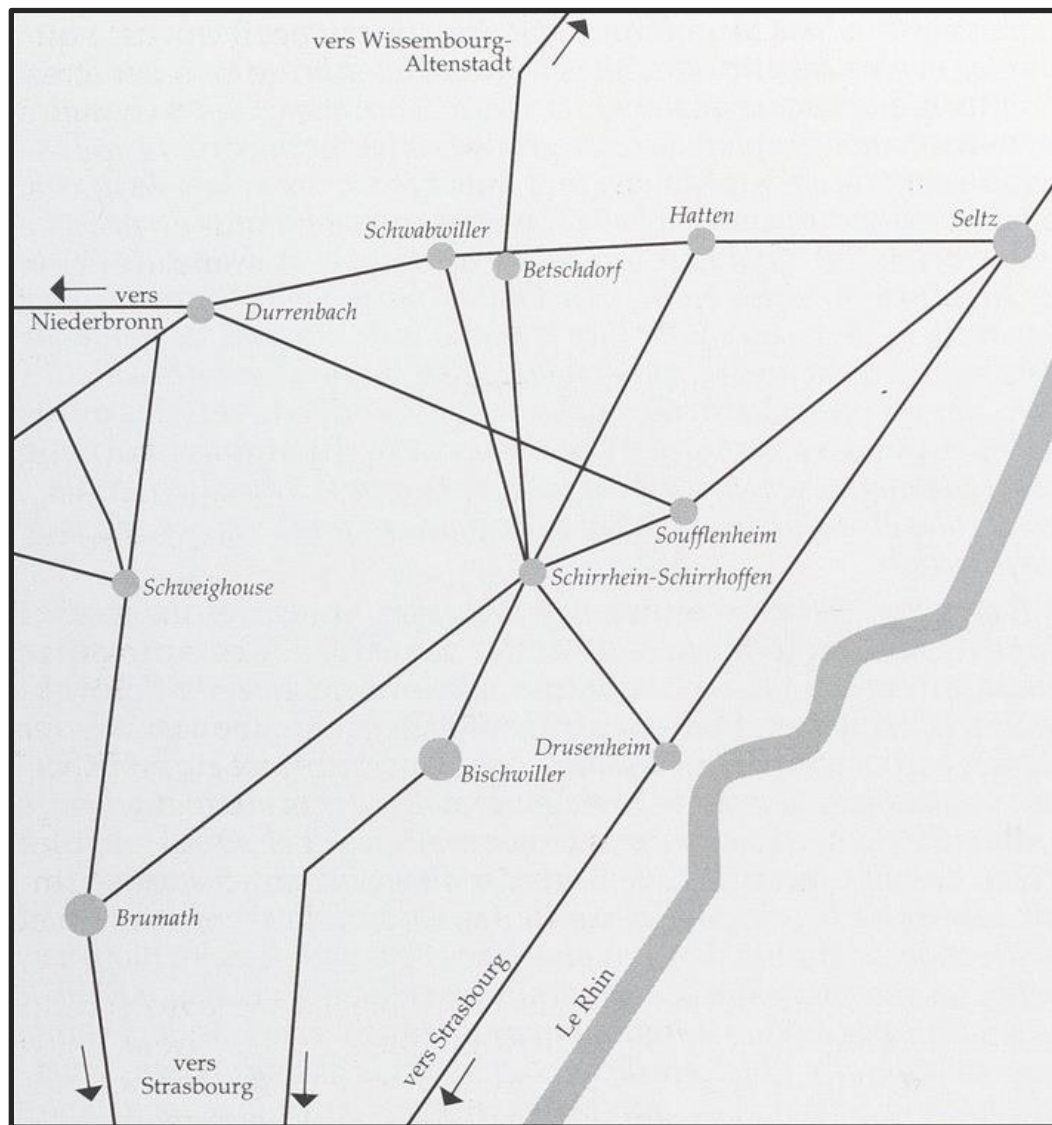 vers Wissembourg-
Altenstadt
Hatten
Seltz
Schwabwiller
Betschdorf
vers
Niederbronn
Durrenbach
Soufflenheim
Schirrhein-Schirrhoffen
Schweighouse
Drusenheim
Bischwiller
Brumath
vers Strasbourg
Le Rhin
vers
Strasbourg